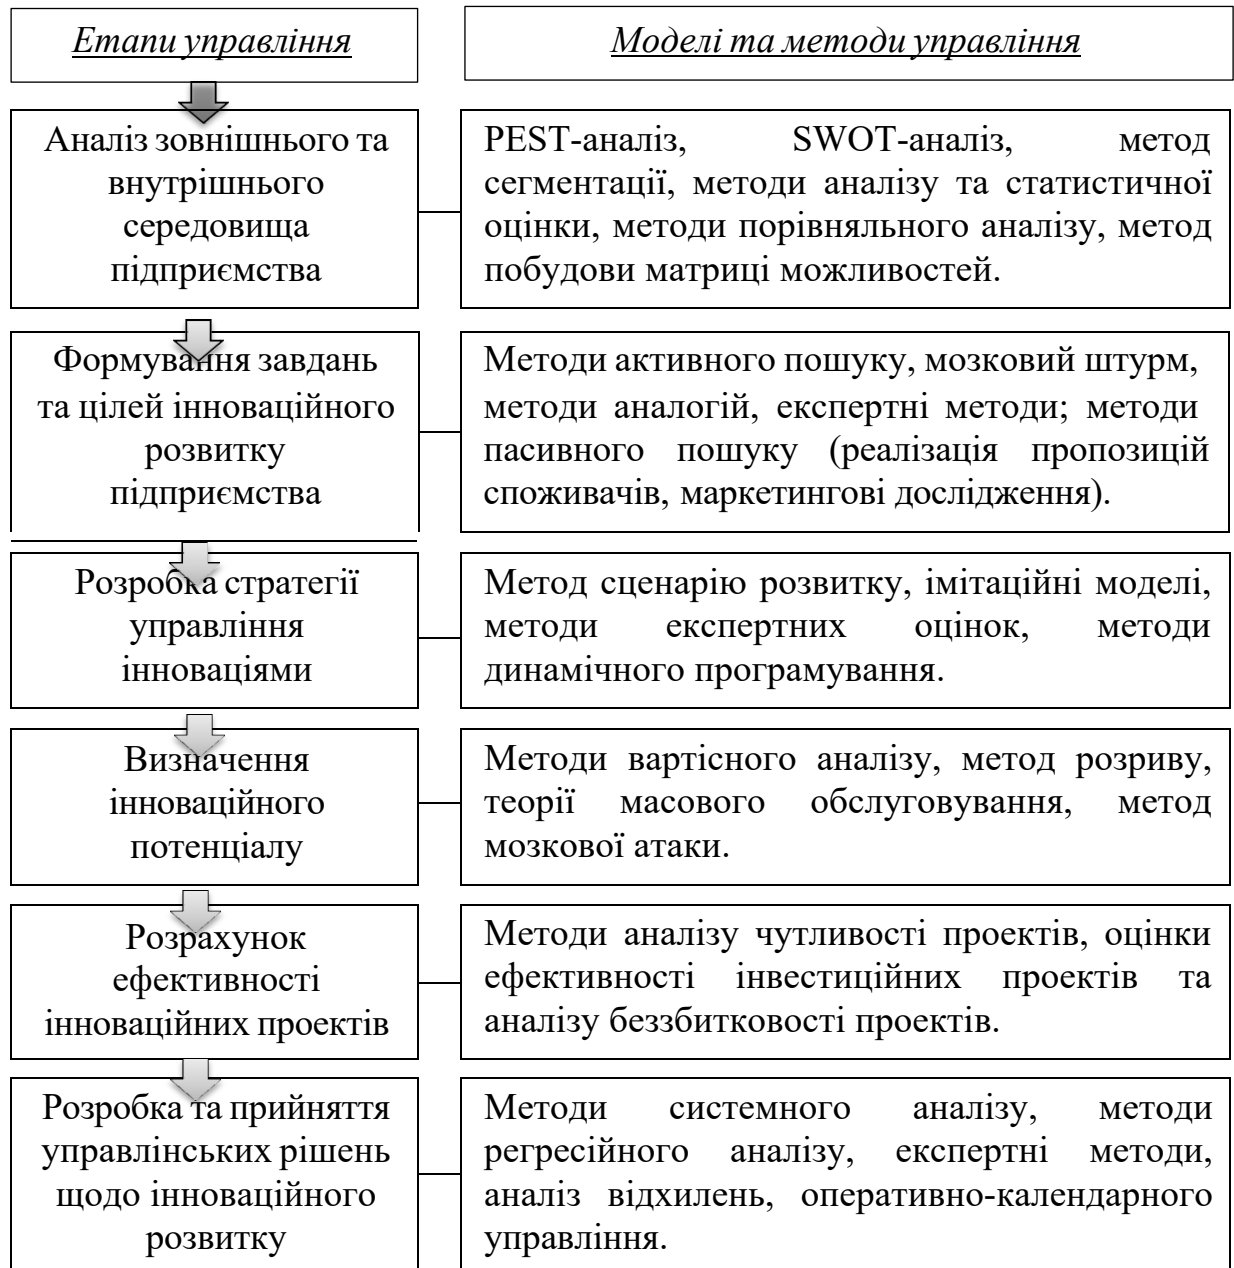 Етапи управління
Моделі та методи управління
Аналіз зовнішнього та
внутрішнього
середовища
підприємства
PEST-аналіз, SWOT-аналіз, метод
сегментації, методи аналізу та статистичної
оцінки, методи порівняльного аналізу, метод
побудови матриці можливостей.
Формування завдань
та цілей інноваційного
розвитку
підприємства
Методи активного пошуку, мозковий штурм,
методи аналогій, експертні методи; методи
пасивного пошуку (реалізація пропозицій
споживачів, маркетингові дослідження).
Розробка стратегії
управління
інноваціями
Метод сценарію розвитку, імітаційні моделі,
методи експертних оцінок, методи
динамічного програмування.
Визначення
інноваційного
потенціалу
Методи вартісного аналізу, метод розриву,
теорії масового обслуговування, метод
мозкової атаки.
Розрахунок
ефективності
інноваційних проектів
Методи аналізу чутливості проектів, оцінки
ефективності інвестиційних проектів та
аналізу беззбитковості проектів.
Розробка та прийняття
управлінських рішень
щодо інноваційного
розвитку
Методи системного аналізу, методи
регресійного аналізу, експертні методи,
аналіз відхилень, оперативно-календарного
управління.